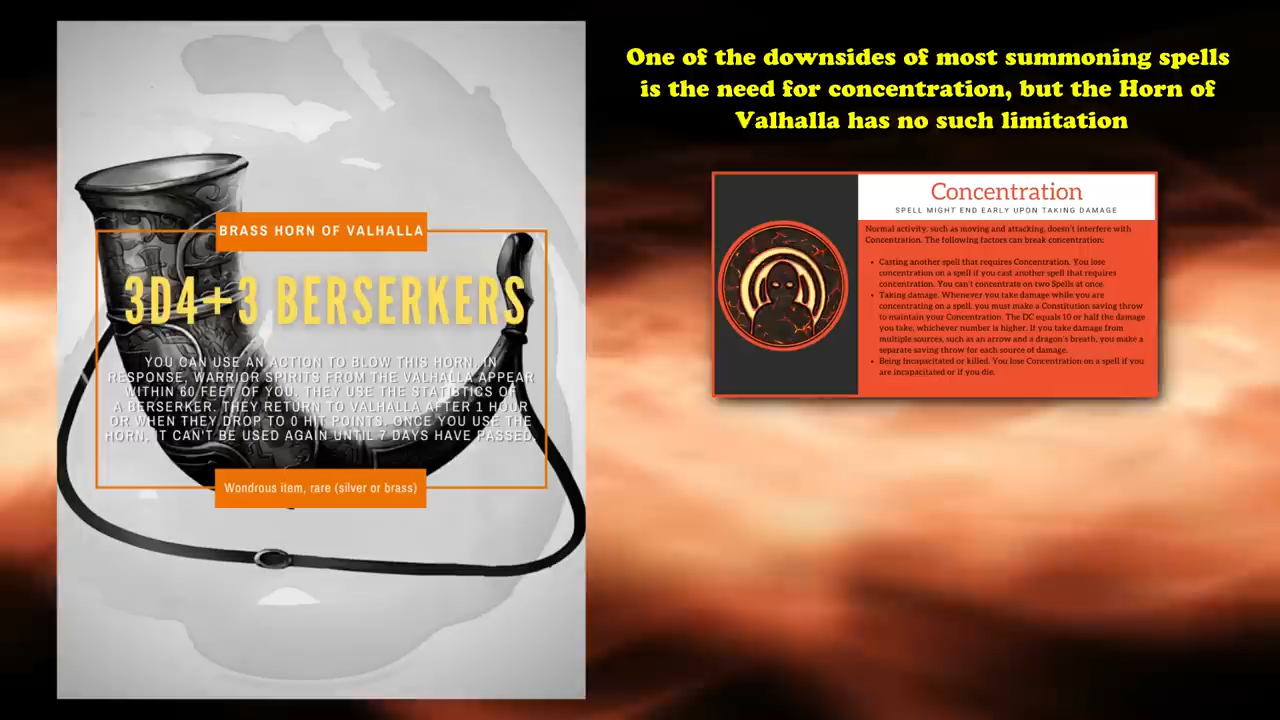 BRASS HORN OF VALHALLA
3D4+3 BERSERKERS
YOU CAN USE AN ACTION TO BLOW THIS HORN. IN
RESPONSE, WARRIOR SPIRITS FROM THE VALHALLA APPEAR
WITHIN 60 FEET OF YOU. THEY USE THE STATISTICS OF
A BERSERKER. THEY RETURN TO VALHALLA AFTER 1 HOUR
OR WHEN THEY DROP TO 0 HIT POINTS. ONCE YOU USE THE
HORN, IT CAN'T BE USED AGAIN UNTIL 7 DAYS HAVE PASSED.
Wondrous item, rare (silver or brass)
One of the downsides of most summoning spells
is the need for concentration, but the Horn of
Valhalla has no such limitation
Concentration
SPELL MIGHT END EARLY UPON TAKING DAMAGE
Normal activity, such as moving and attacking, doesn't interfere with
Concentration. The following factors can break concentration:
• Casting another spell that requires Concentration. You lose
concentration on a spell if you cast another spell that requires
concentration. You can't concentrate on two Spells at once.
• Taking damage. Whenever you take damage while you are
concentrating on a spell, you must make a Constitution saving throw
to maintain your Concentration. The DC equals 10 or half the damage
you take, whichever number is higher. If you take damage from
multiple sources, such as an arrow and a dragon's breath, you make a
separate saving throw for each source of damage.
• Being Incapacitated or killed. You lose Concentration on a spell if you
are incapacitated or if you die.